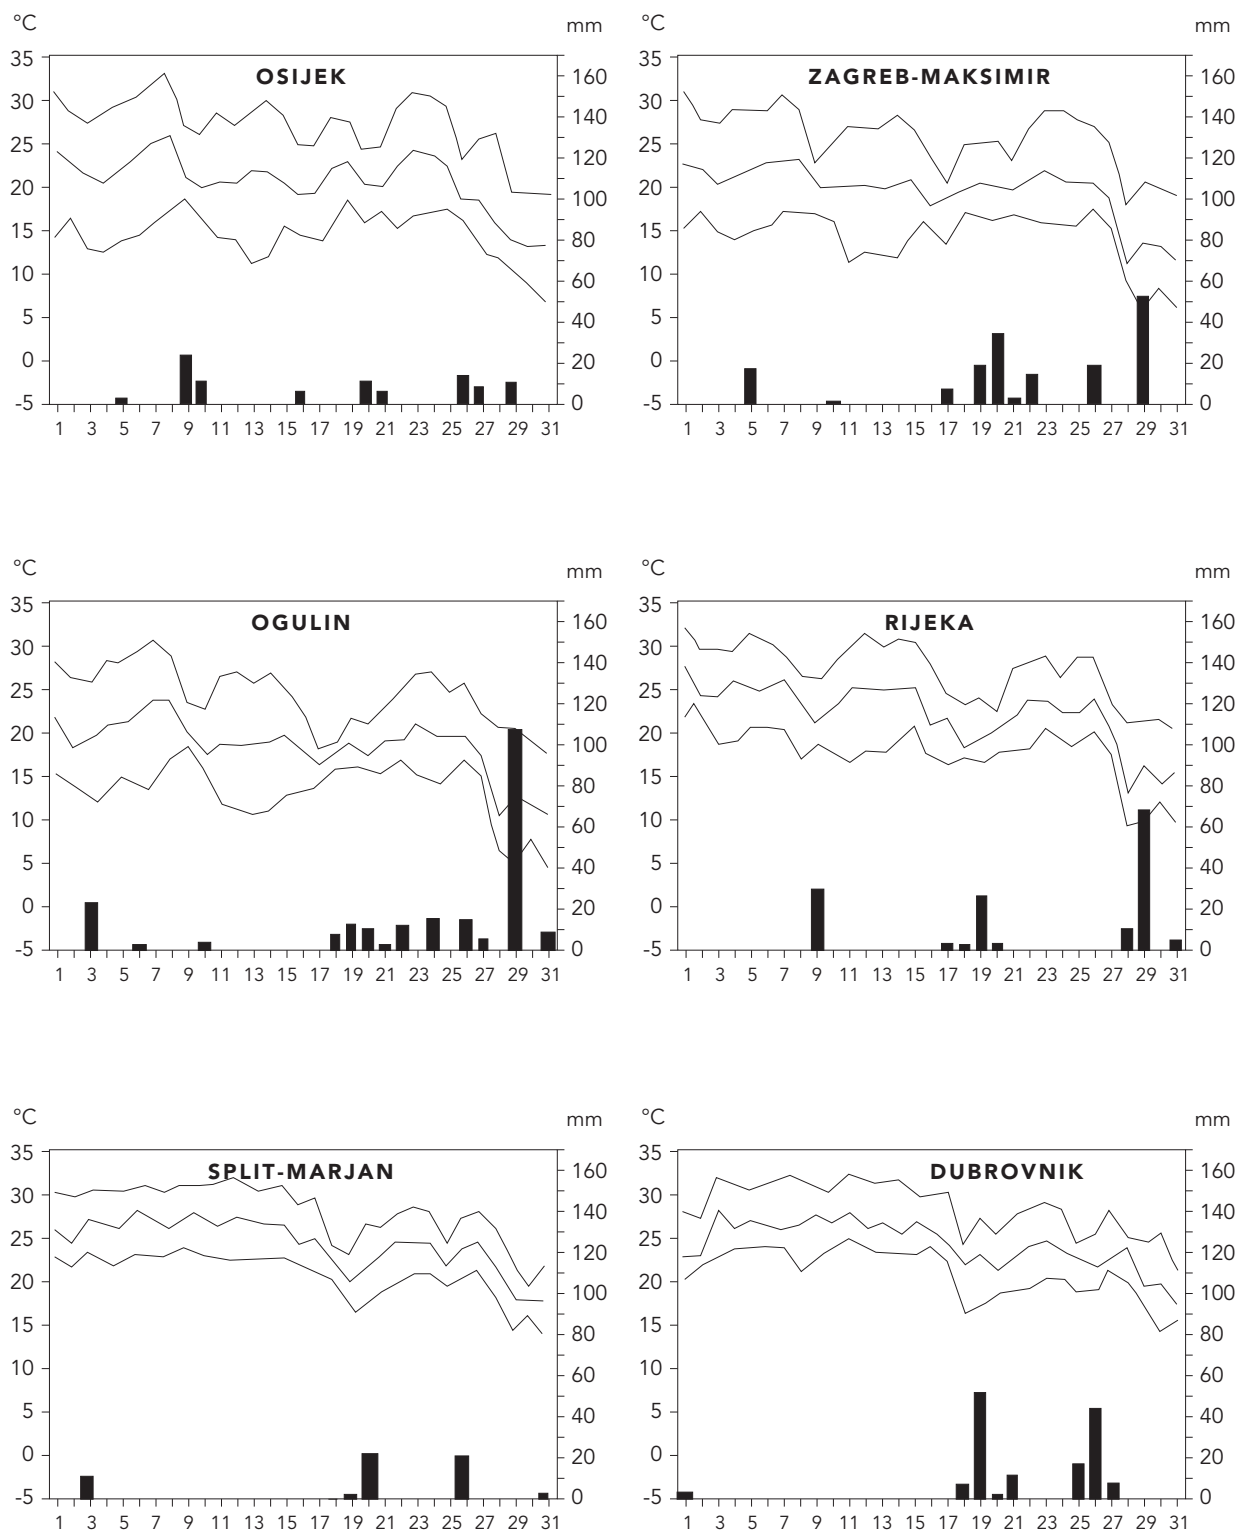 °C mm °C mm
OSIJEK ZAGREB-MAKSIMIR
35 160 35 160
30 140 30 140
25 120 25 120
20 100 20 100
15 80 15 80
10 60 10 60
5 40 5 40
0 20 0 20
-5 0 -5 0
1 3 5 7 9 11 13 15 17 19 21 23 25 27 29 31 1 3 5 7 9 11 13 15 17 19 21 23 25 27 29 31
°C mm °C mm
OGULIN RIJEKA
35 160 35 160
30 140 30 140
25 120 25 120
20 100 20 100
15 80 15 80
10 60 10 60
5 40 5 40
0 20 0 20
-5 0 -5 0
1 3 5 7 9 11 13 15 17 19 21 23 25 27 29 31 1 3 5 7 9 11 13 15 17 19 21 23 25 27 29 31
°C mm °C mm
SPLIT-MARJAN DUBROVNIK
35 160 35 160
30 140 30 140
25 120 25 120
20 100 20 100
15 80 15 80
10 60 10 60
5 40 5 40
0 20 0 20
-5 0 -5 0
1 3 5 7 9 11 13 15 17 19 21 23 25 27 29 31 1 3 5 7 9 11 13 15 17 19 21 23 25 27 29 31